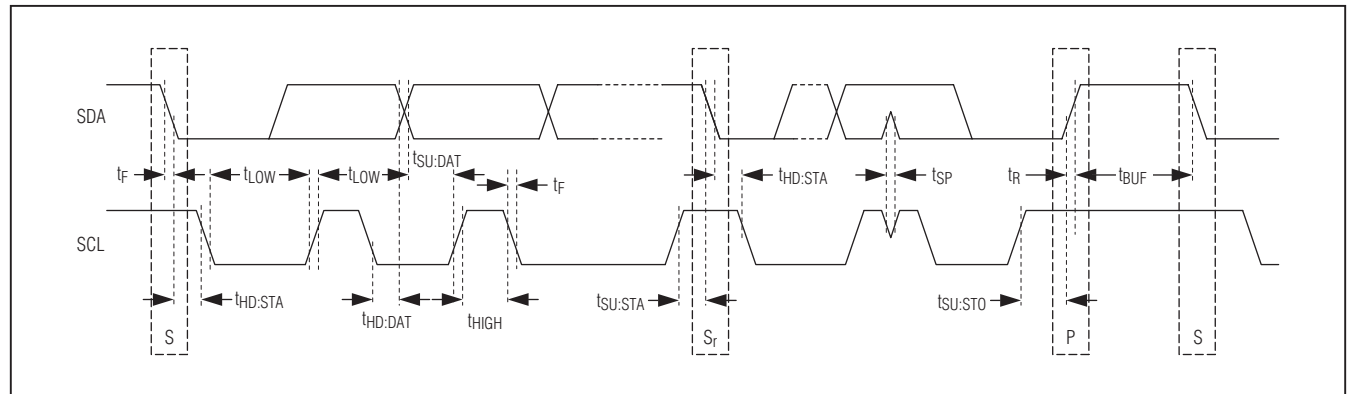 SDA
tF
tLOW
tLOW
tSU:DAT
tF
tHD:STA
tSP
tR
tBUF
SCL
tHD:STA
tHD:DAT
tHIGH
tSU:STA
tSU:STO
S
Sr
P
S